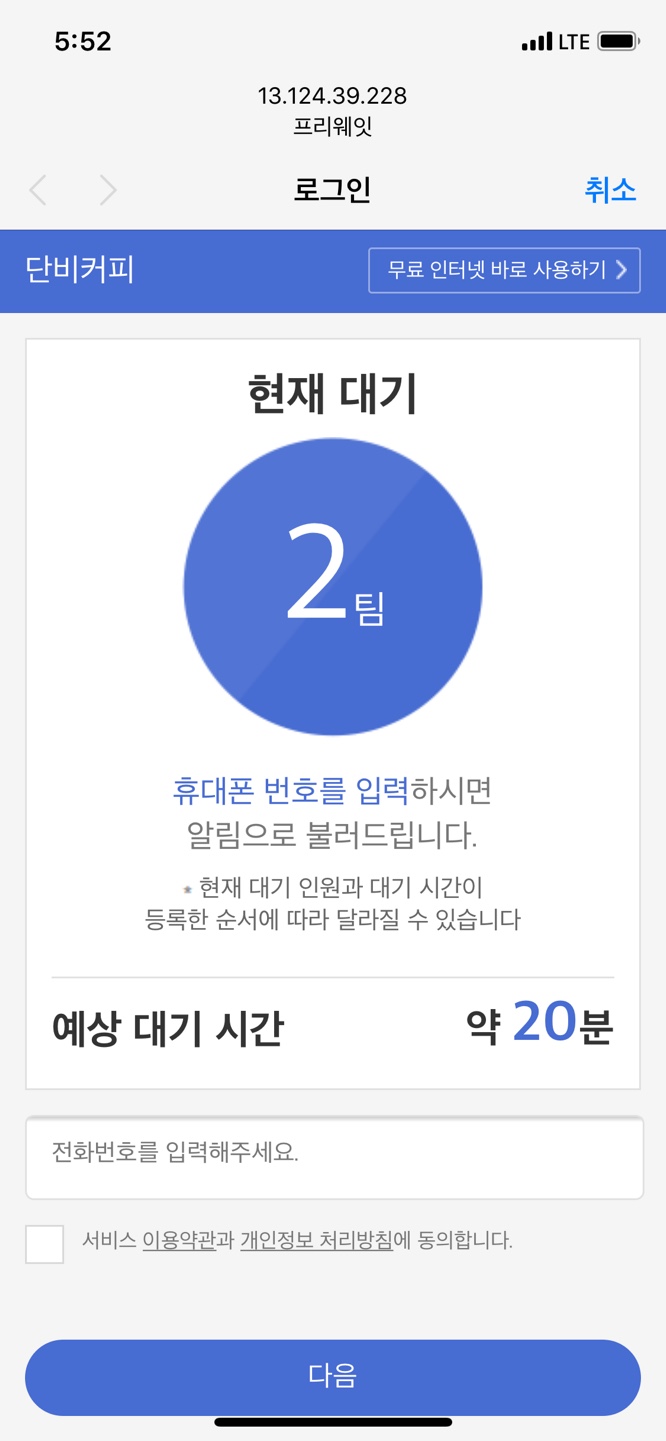 5:52 LTE
13.124.39.228
프리웨잇
로그인 취소
단비커피 무료 인터넷 바로 사용하기
현재 대기
2팀
휴대폰 번호를 입력하시면
알림으로 불러드립니다.
* 현재 대기 인원과 대기 시간이
등록한 순서에 따라 달라질 수 있습니다
예상 대기 시간 약 20분
전화번호를 입력해주세요.
서비스 이용약관과 개인정보 처리방침에 동의합니다.
다음